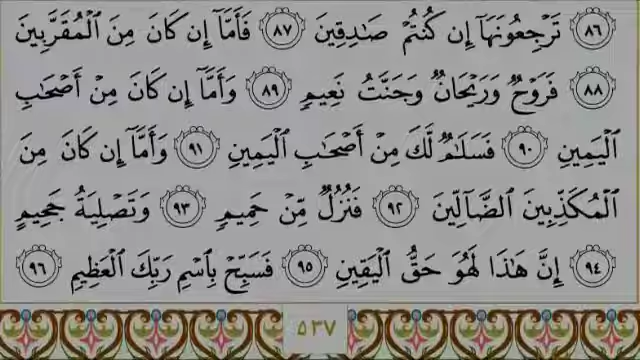 ٨٦ تَرۡجِعُونَهَآ إِن كُنتُمۡ صَـٰدِقِينَ ٨٧ فَأَمَّآ إِن كَانَ مِنَ ٱلۡمُقَرَّبِينَ
٨٨ فَرَوۡحٌ وَرَيۡحَانٌ وَجَنَّتُ نَعِيمٍ ٨٩ وَأَمَّآ إِن كَانَ مِنۡ أَصۡحَـٰبِ
ٱلۡيَمِينِ ٩٠ فَسَلَـٰمٌ لَّكَ مِنۡ أَصۡحَـٰبِ ٱلۡيَمِينِ ٩١ وَأَمَّآ إِن كَانَ مِنَ
ٱلۡمُكَذِّبِينَ ٱلضَّآلِّينَ ٩٢ فَنُزُلٌ مِّنۡ حَمِيمٍ ٩٣ وَتَصۡلِيَةُ جَحِيمٍ
٩٤ إِنَّ هَـٰذَا لَهُوَ حَقُّ ٱلۡيَقِينِ ٩٥ فَسَبِّحۡ بِٱسۡمِ رَبِّكَ ٱلۡعَظِيمِ ٩٦
٥٣٧